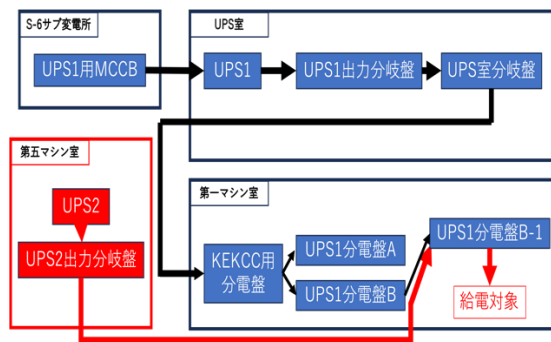 S-6サブ変電所
UPS1用MCCB
UPS室
UPS1
UPS1出力分岐盤
UPS室分岐盤
第五マシン室
UPS2
UPS2出力分岐盤
第一マシン室
KEKCC用
分電盤
UPS1分電盤A
UPS1分電盤B
UPS1分電盤B-1
給電対象